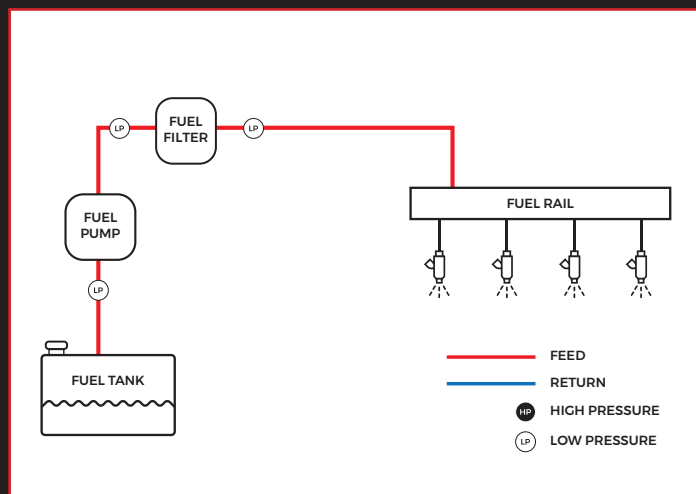 LP
FUEL
FILTER
LP
FUEL RAIL
FUEL
PUMP
LP
FUEL TANK
FEED
RETURN
HP HIGH PRESSURE
LP LOW PRESSURE